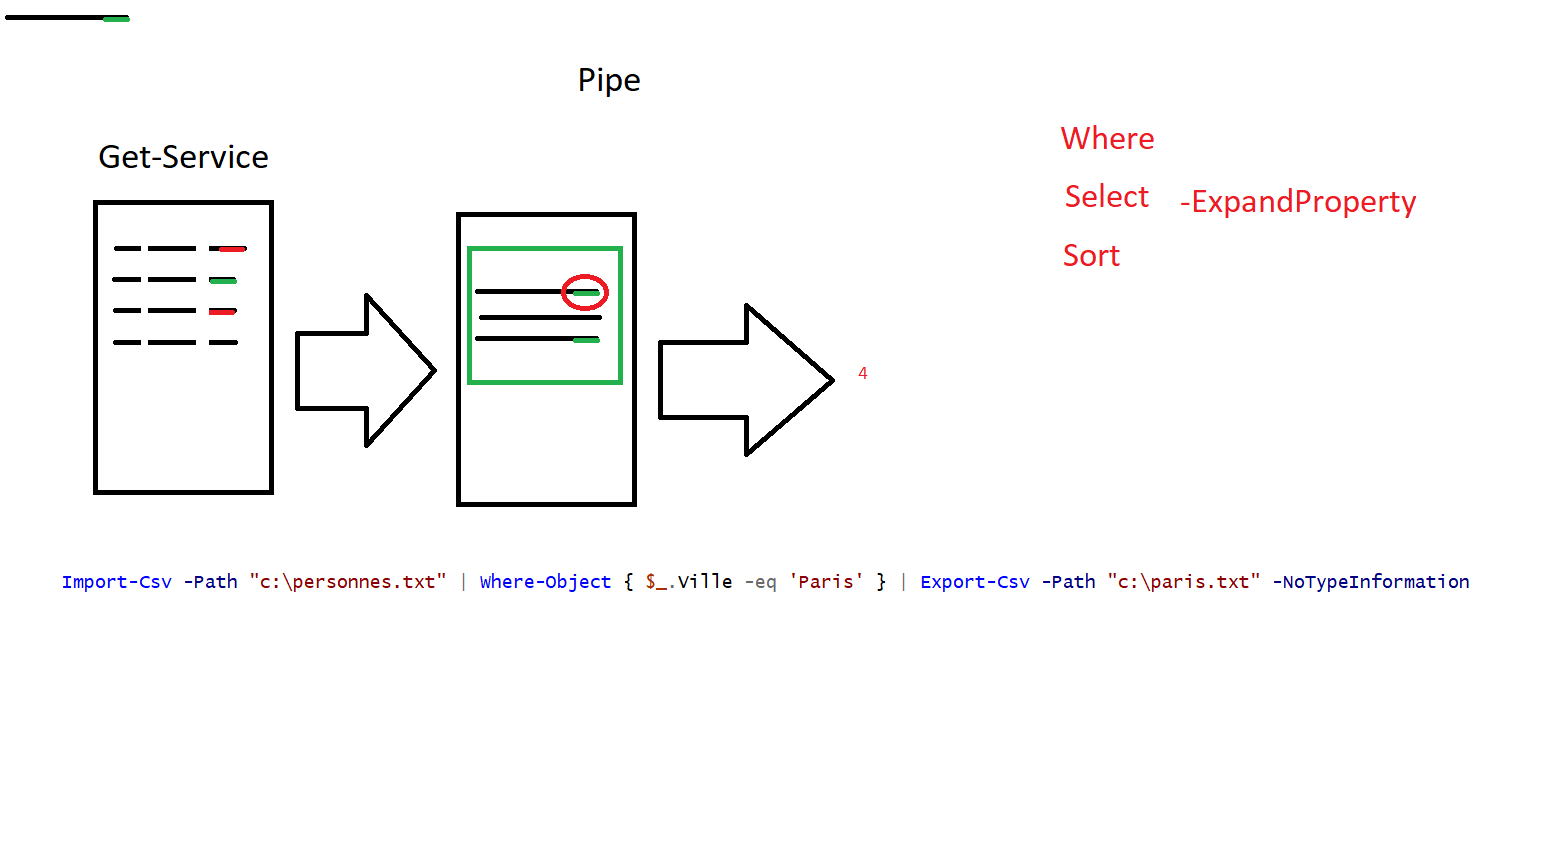 Pipe
Where
Get-Service
Select -ExpandProperty
Sort
4
Import-Csv -Path "c:\personnes.txt" | Where-Object { $_.Ville -eq 'Paris' } | Export-Csv -Path "c:\paris.txt" -NoTypeInformation